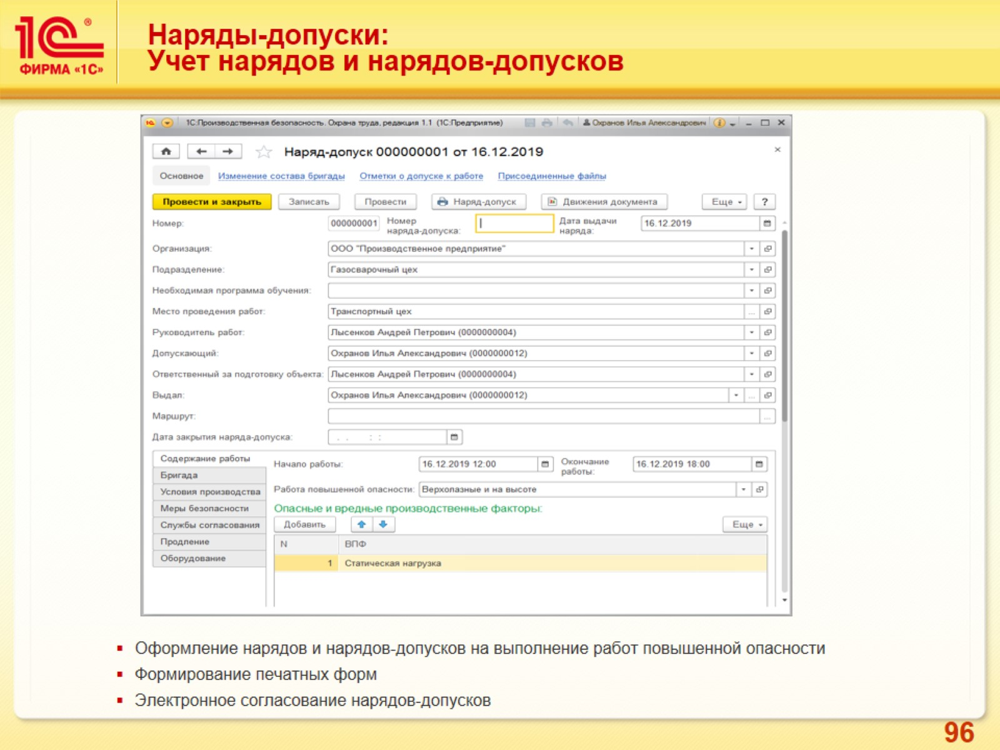 1С ®
ФИРМА «1С»
Наряды-допуски:
Учет нарядов и нарядов-допусков
1С:Производственная безопасность. Охрана труда, редакция 1.1 (1С:Предприятие)
Охранов Илья Александрович
Наряд-допуск 000000001 от 16.12.2019
Основное Изменение состава бригады Отметки о допуске к работе Присоединенные файлы
Провести и закрыть Записать Провести Наряд-допуск Движения документа Еще ?
Номер: 000000001 Номер наряда-допуска: Дата выдачи наряда: 16.12.2019
Организация: ООО "Производственное предприятие"
Подразделение: Газосварочный цех
Необходимая программа обучения:
Место проведения работ: Транспортный цех
Руководитель работ: Лысенков Андрей Петрович (0000000004)
Допускающий: Охранов Илья Александрович (0000000012)
Ответственный за подготовку объекта: Лысенков Андрей Петрович (0000000004)
Выдал: Охранов Илья Александрович (0000000012)
Маршрут:
Дата закрытия наряда-допуска: . . : :
Содержание работы
Бригада
Условия производства
Меры безопасности
Службы согласования
Продление
Оборудование
Начало работы: 16.12.2019 12:00 Окончание работы: 16.12.2019 18:00
Работа повышенной опасности: Верхолазные и на высоте
Опасные и вредные производственные факторы:
Добавить Еще
N ВПФ
1 Статическая нагрузка
▪ Оформление нарядов и нарядов-допусков на выполнение работ повышенной опасности
▪ Формирование печатных форм
▪ Электронное согласование нарядов-допусков
96